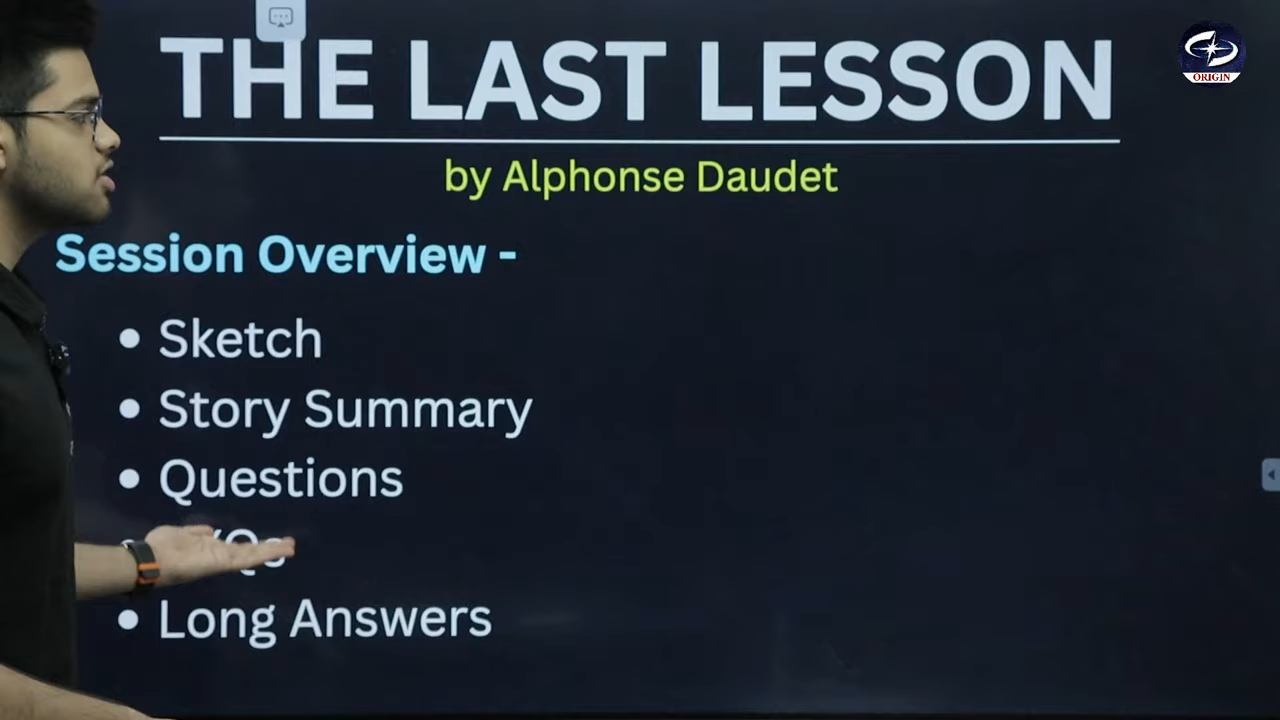 THE LAST LESSON
ORIGIN
by Alphonse Daudet
Session Overview -
• Sketch
• Story Summary
• Questions
• Long Answers